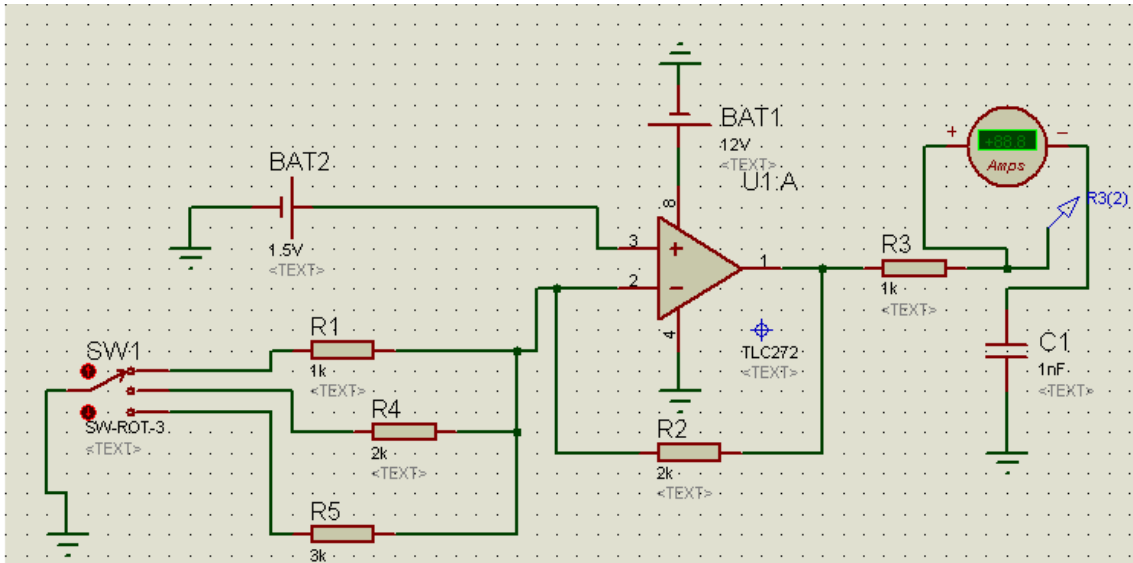 BAT1
12V
<TEXT>
BAT2
1.5V
<TEXT>
U1:A
8
3
2
1
4
TLC272
<TEXT>
+
-
+88.8
Amps
R3(2)
R3
1k
<TEXT>
C1
1nF
<TEXT>
R1
1k
<TEXT>
SW1
SW-ROT-3
<TEXT>
R4
2k
<TEXT>
R2
2k
<TEXT>
R5
3k